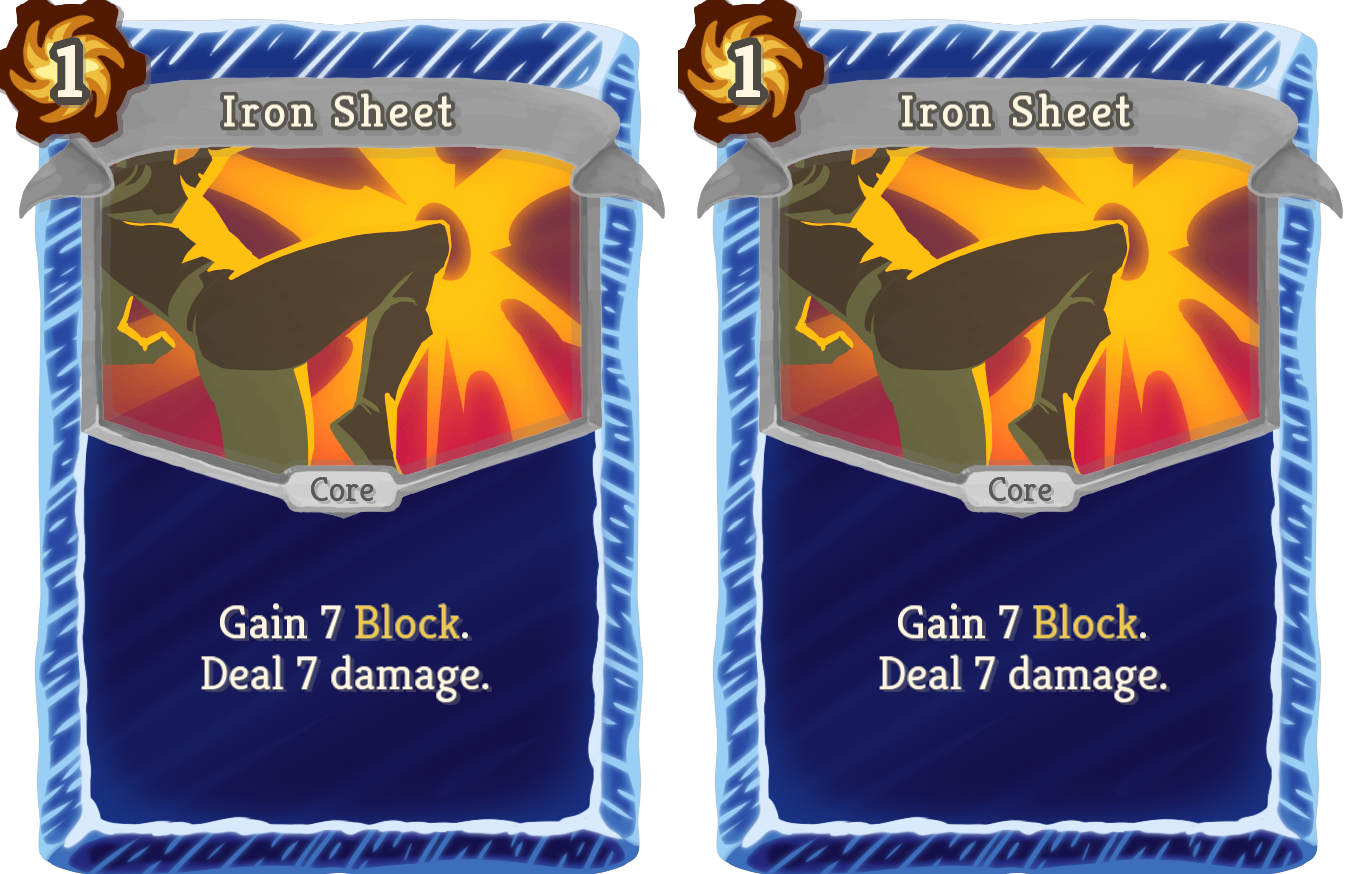 1
Iron Sheet
Core
Gain 7 Block.
Deal 7 damage.
1
Iron Sheet
Core
Gain 7 Block.
Deal 7 damage.